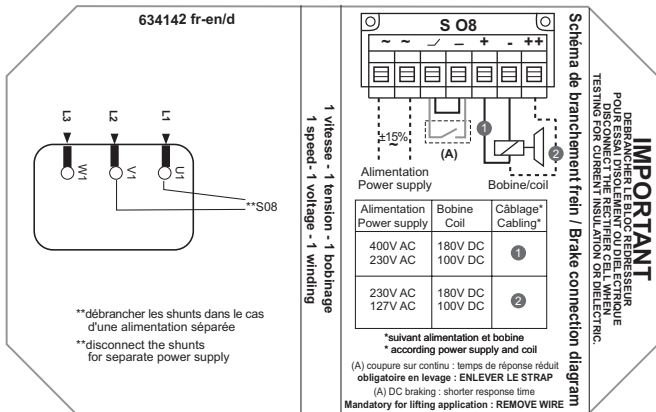 634142 fr-en/d
L3
L2
L1
W1
V1
U1
**S08
**débrancher les shunts dans le cas
d'une alimentation séparée
**disconnect the shunts
for separate power supply
1 vitesse - 1 tension - 1 bobinage
1 speed- 1 voltage - 1 winding
S O8
~ ~ + - ++
±15%
~
(A)
1
2
Alimentation
Power supply
Bobine/coil
Alimentation Bobine Câblage*
Power supply Coil Cabling*
400V AC 180V DC
230V AC 100V DC
1
230V AC 180V DC
127V AC 100V DC
2
*suivant alimentation et bobine
* according power supply and coil
(A) coupure sur continu : temps de réponse réduit
obligatoire en levage : ENLEVER LE STRAP
(A) DC braking : shorter response time
Mandatory for lifting application : REMOVE WIRE
Schéma de branchement frein / Brake connection diagram
IMPORTANT
DEBRANCHER LE BLOC REDRESSEUR
POUR ESSAI D'ISOLEMENT OU DIELECTRIQUE
DISCONNECT THE RECTIFIER CELL WHEN
TESTING FOR CURRENT INSULATION OR DIELECTRIC.